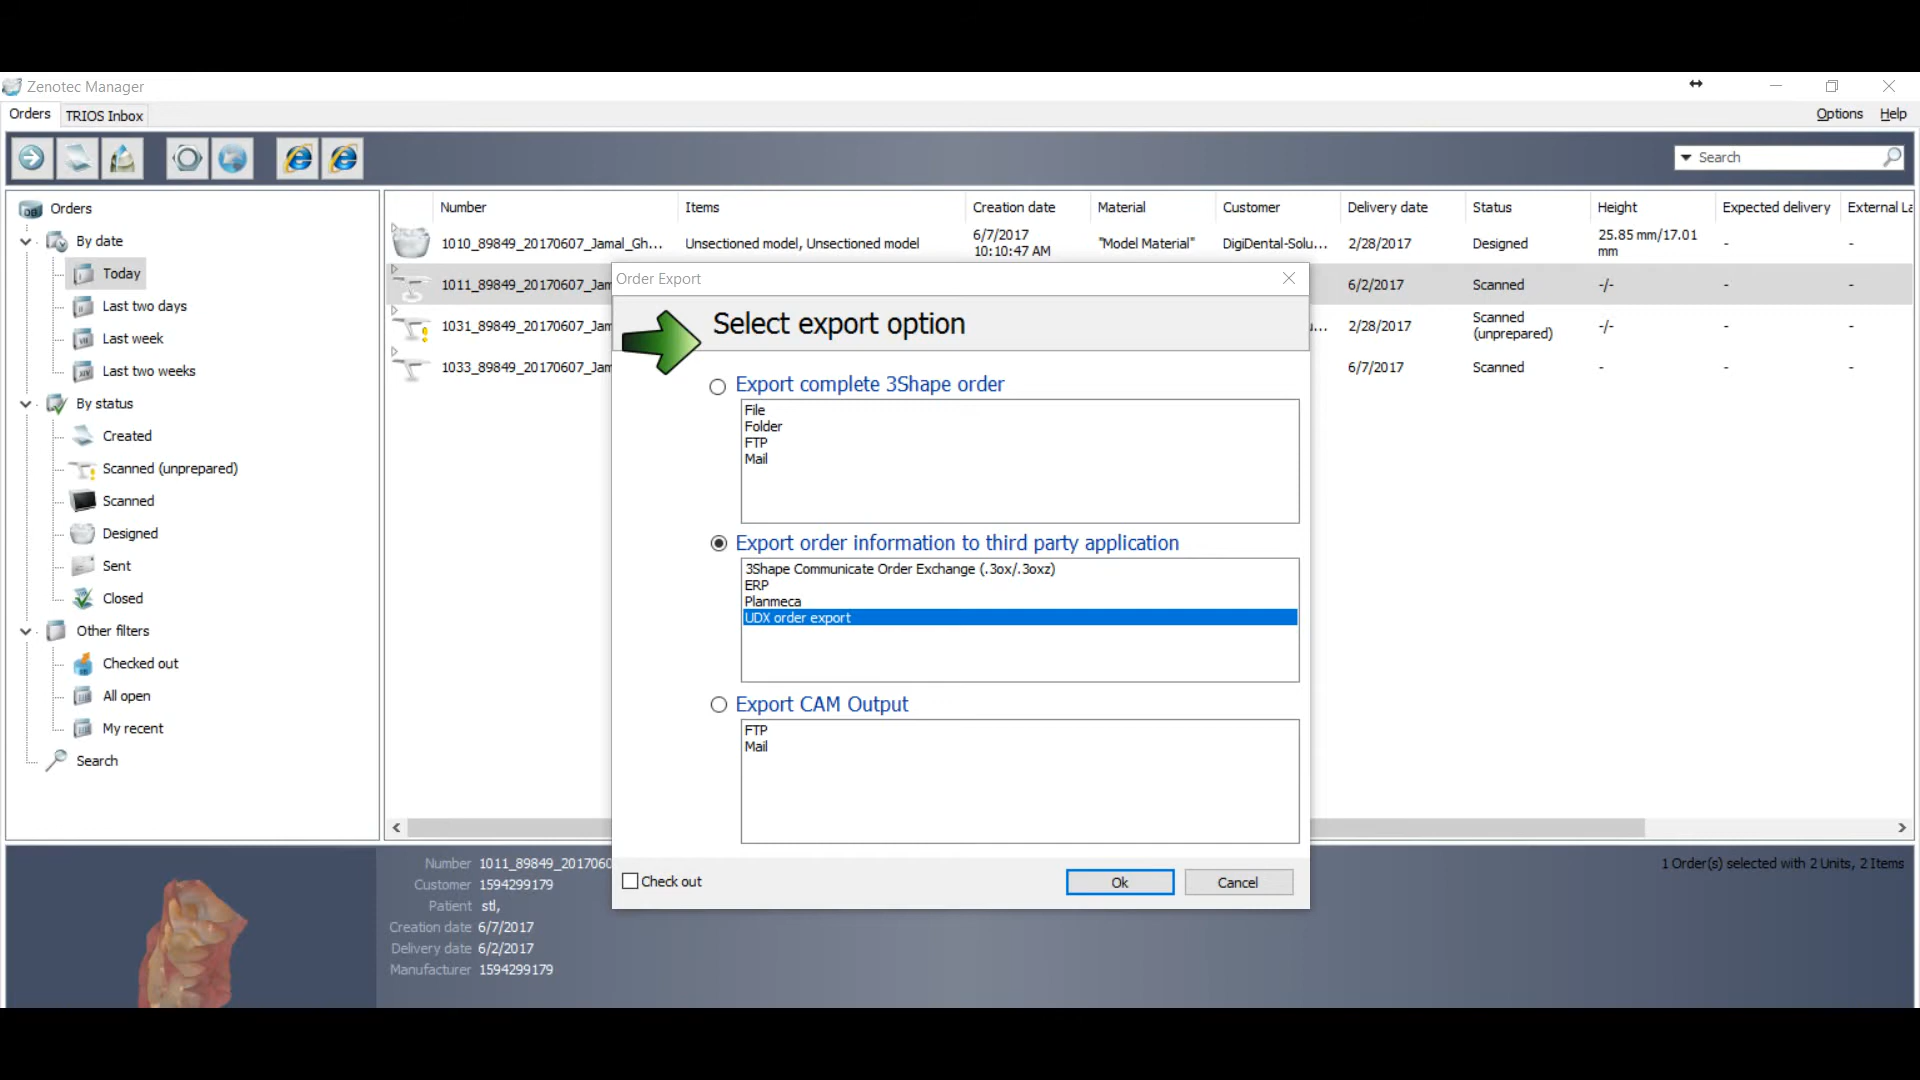 Zenotec Manager
Orders
TRIOS Inbox
Options
Help
Search
Orders
By date
Today
Last two days
Last week
Last two weeks
By status
Created
Scanned (unprepared)
Scanned
Designed
Sent
Closed
Other filters
Checked out
All open
My recent
Search
Number Items Creation date Material Customer Delivery date Status Height Expected delivery External La
1010_89849_20170607_Jamal_Gh... Unsectioned model, Unsectioned model 6/7/2017 10:10:47 AM "Model Material" DigiDental-Solu... 2/28/2017 Designed 25.85 mm/17.01 mm - -
1011_89849_20170607_Jam 6/2/2017 Scanned -/- - -
1031_89849_20170607_Jam ... 2/28/2017 Scanned (unprepared) -/- - -
1033_89849_20170607_Jam 6/7/2017 Scanned - - -
Order Export
Select export option
Export complete 3Shape order
File
Folder
FTP
Mail
Export order information to third party application
3Shape Communicate Order Exchange (.3ox/.3oxz)
ERP
Planmeca
UDX order export
Export CAM Output
FTP
Mail
Check out
Ok
Cancel
Number 1011_89849_201706
Customer 1594299179
Patient stl,
Creation date 6/7/2017
Delivery date 6/2/2017
Manufacturer 1594299179
1 Order(s) selected with 2 Units, 2 Items